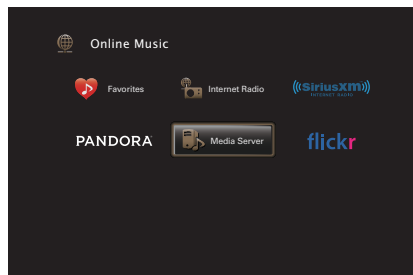 Online Music
Favorites
Internet Radio
((SiriusXM))
INTERNET RADIO
PANDORA
Media Server
flickr